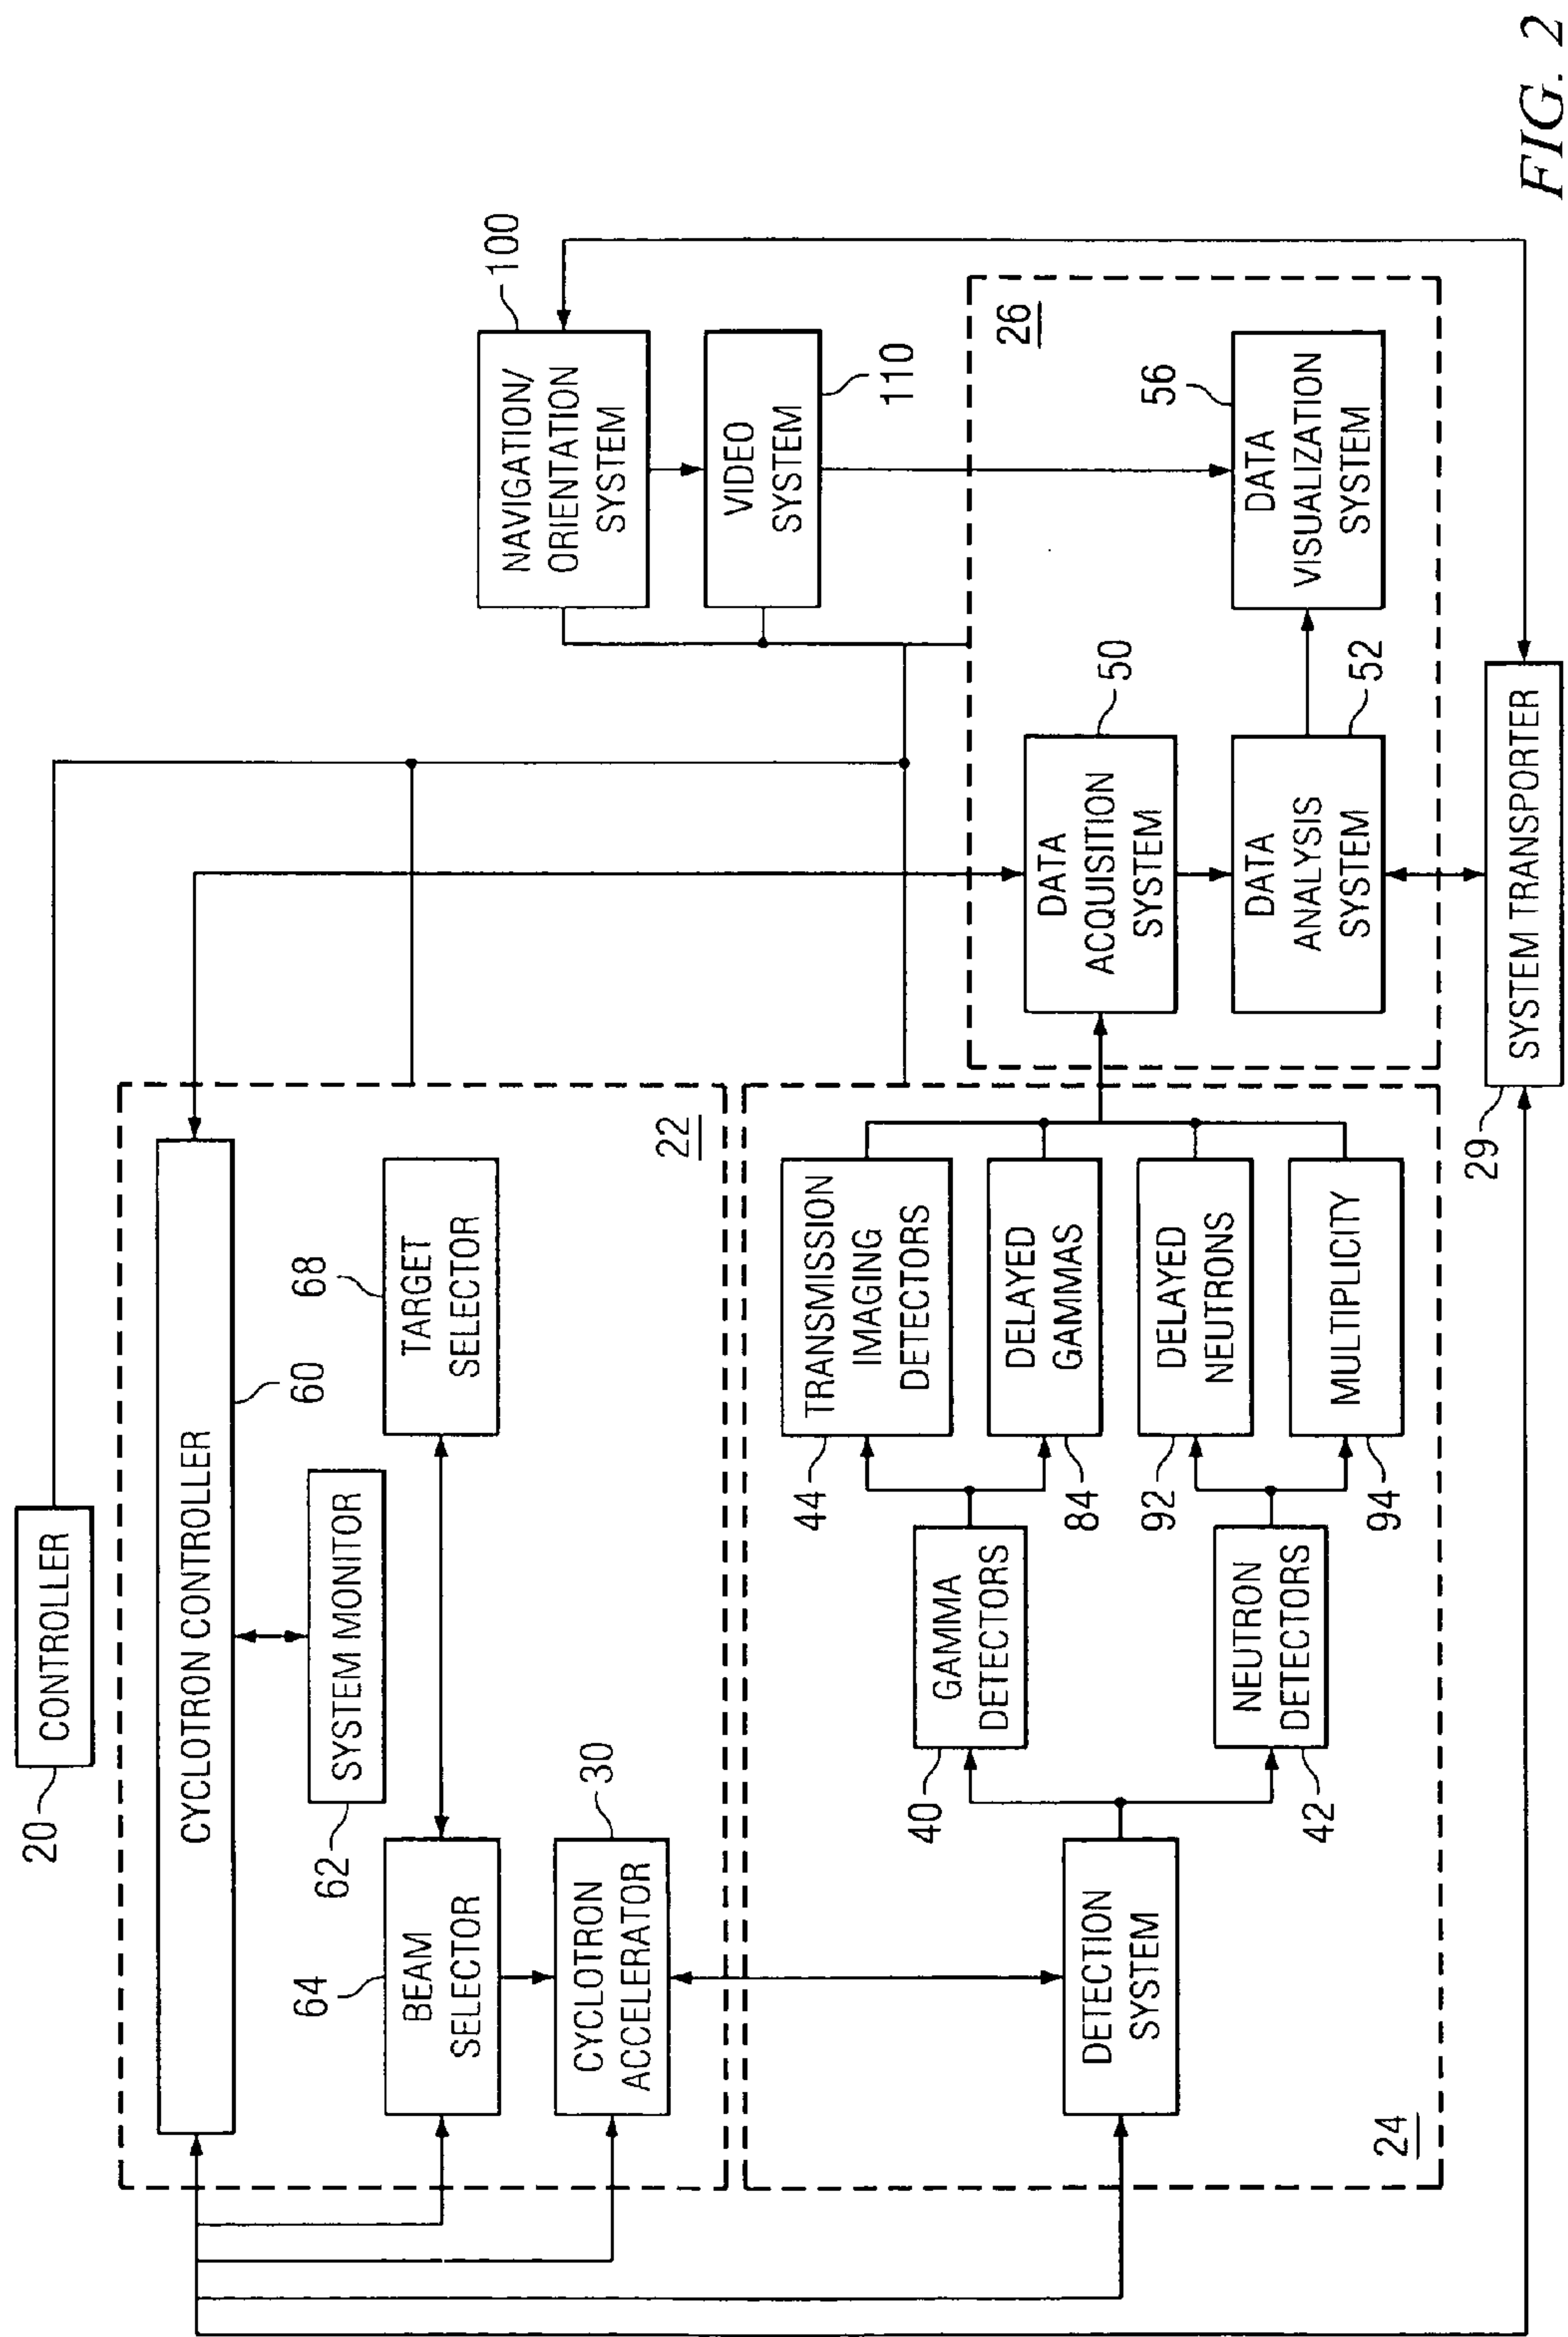 20
CONTROLLER
CYCLOTRON CONTROLLER
60
62
SYSTEM MONITOR
68
TARGET
SELECTOR
64
BEAM
SELECTOR
30
CYCLOTRON
ACCELERATOR
22
NAVIGATION/
ORIENTATION
SYSTEM
100
VIDEO
SYSTEM
110
DETECTION
SYSTEM
40
GAMMA
DETECTORS
42
NEUTRON
DETECTORS
44
TRANSMISSION
IMAGING
DETECTORS
84
DELAYED
GAMMAS
92
DELAYED
NEUTRONS
94
MULTIPLICITY
24
26
DATA
ACQUISITION
SYSTEM
50
DATA
ANALYSIS
SYSTEM
52
56
DATA
VISUALIZATION
SYSTEM
29
SYSTEM TRANSPORTER
FIG. 2